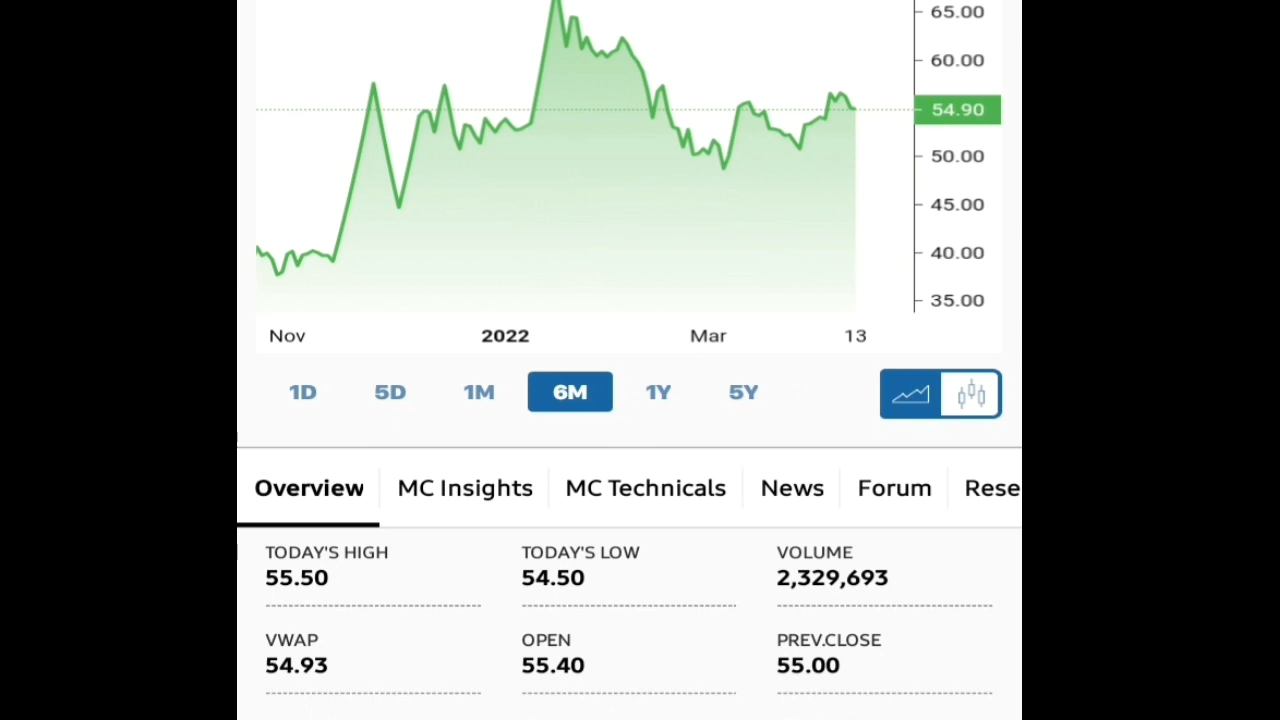 65.00
60.00
54.90
50.00
45.00
40.00
35.00
Nov 2022 Mar 13
1D 5D 1M 6M 1Y 5Y
Overview MC Insights MC Technicals News Forum Rese
TODAY'S HIGH TODAY'S LOW VOLUME
55.50 54.50 2,329,693
VWAP OPEN PREV.CLOSE
54.93 55.40 55.00